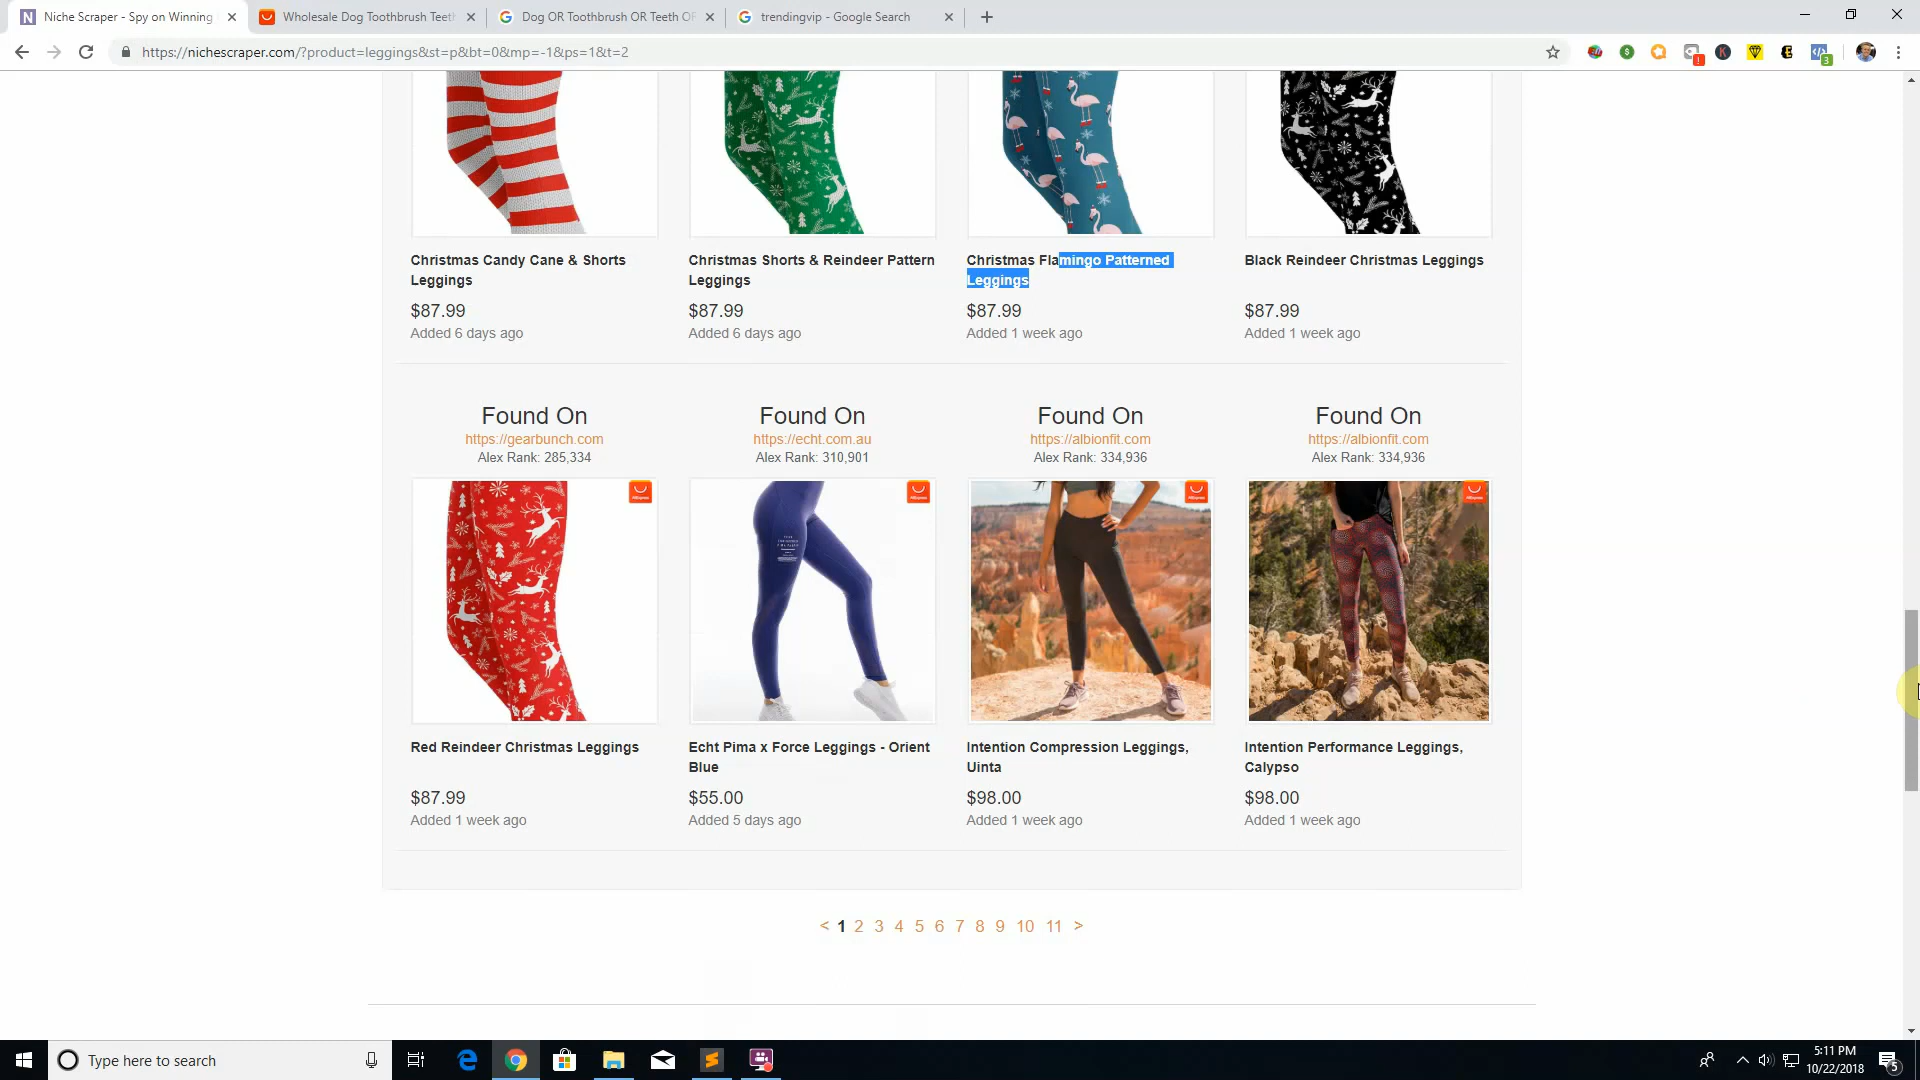 Niche Scraper - Spy on Winning
Wholesale Dog Toothbrush Teet
Dog OR Toothbrush OR Teeth OF
trendingvip - Google Search
https://nichescraper.com/?product=leggings&st=p&bt=0&mp=-1&ps=1&t=2
Christmas Candy Cane & Shorts
Leggings
$87.99
Added 6 days ago
Christmas Shorts & Reindeer Pattern
Leggings
$87.99
Added 6 days ago
Christmas Flamingo Patterned
Leggings
$87.99
Added 1 week ago
Black Reindeer Christmas Leggings
$87.99
Added 1 week ago
Found On
https://gearbunch.com
Alex Rank: 285,334
Red Reindeer Christmas Leggings
$87.99
Added 1 week ago
Found On
https://echt.com.au
Alex Rank: 310,901
Echt Pima x Force Leggings - Orient
Blue
$55.00
Added 5 days ago
Found On
https://albionfit.com
Alex Rank: 334,936
Intention Compression Leggings,
Uinta
$98.00
Added 1 week ago
Found On
https://albionfit.com
Alex Rank: 334,936
Intention Performance Leggings,
Calypso
$98.00
Added 1 week ago
< 1 2 3 4 5 6 7 8 9 10 11 >
Type here to search
5:11 PM
10/22/2018
5